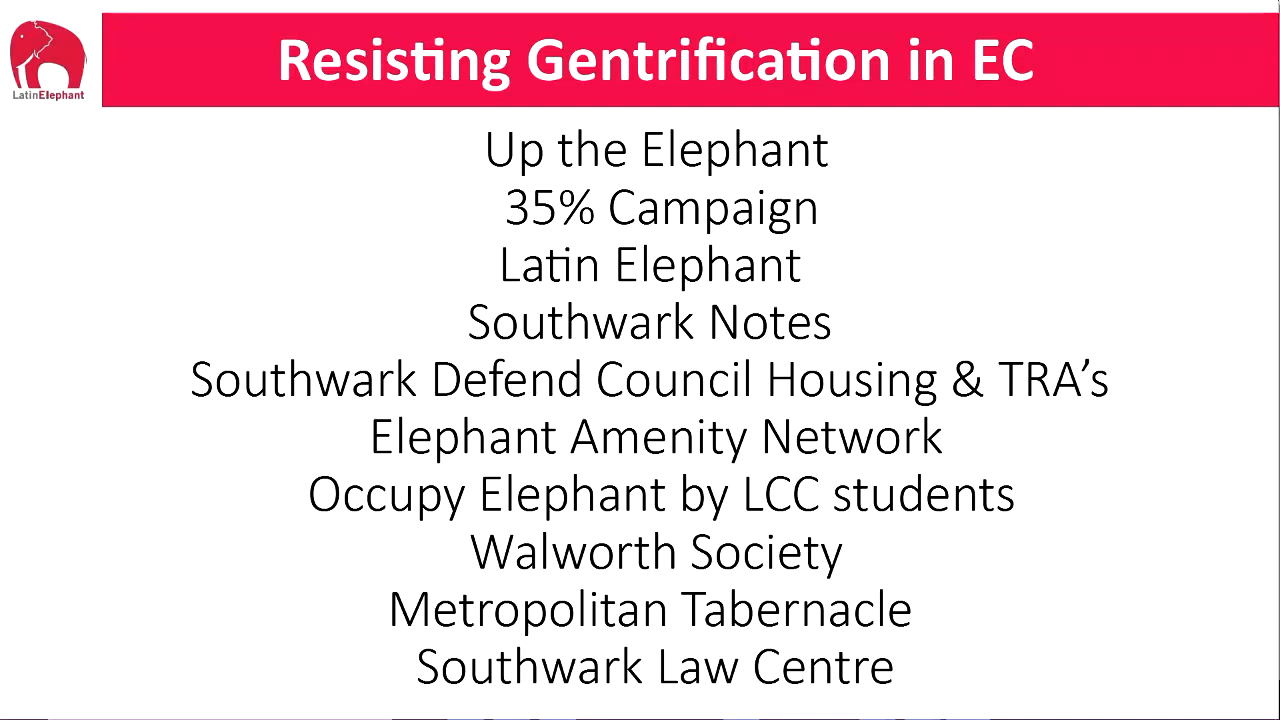 LatinElephant
Resisting Gentrification in EC
Up the Elephant
35% Campaign
Latin Elephant
Southwark Notes
Southwark Defend Council Housing & TRA’s
Elephant Amenity Network
Occupy Elephant by LCC students
Walworth Society
Metropolitan Tabernacle
Southwark Law Centre